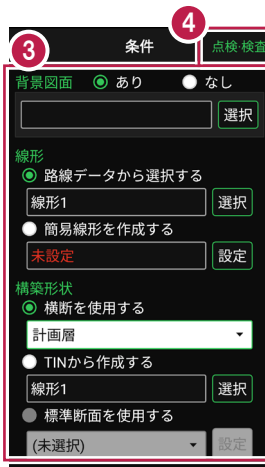 4
3
条件 点検·検査
背景図面 あり なし
選択
線形
路線データから選択する
線形1 選択
簡易線形を作成する
未設定 設定
構築形状
横断を使用する
計画層
TINから作成する
線形1 選択
標準断面を使用する
(未選択) 設定